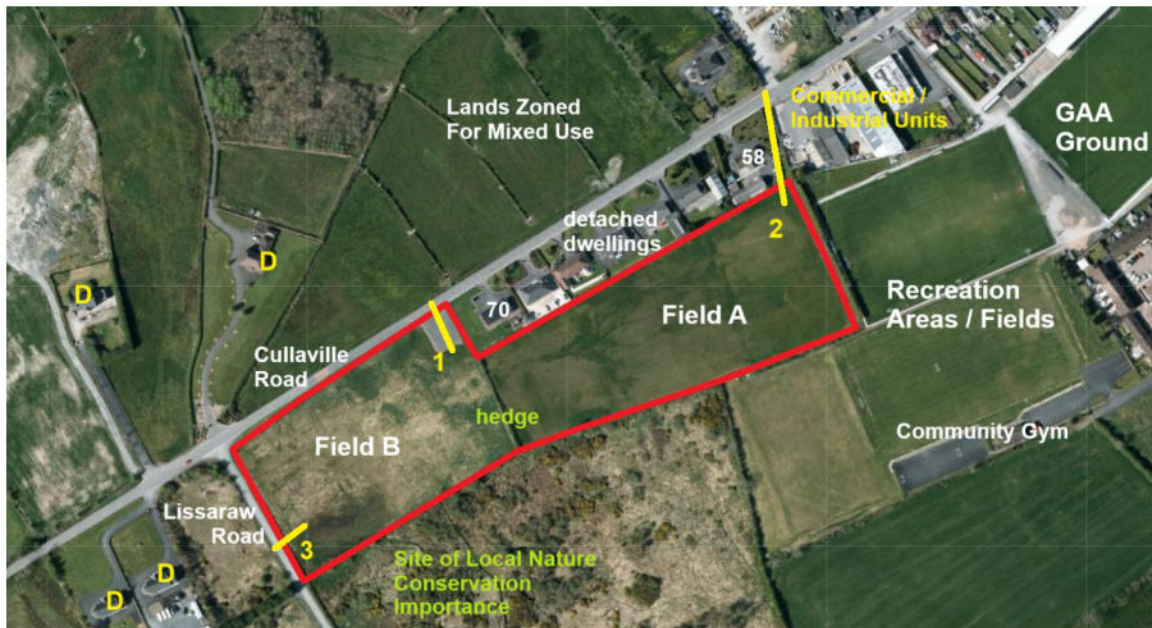 Lands Zoned
For Mixed Use
Commercial /
Industrial Units
GAA
Ground
58
detached
dwellings
2
D
D
70
Field A
Recreation
Areas / Fields
Cullaville
Road
1
hedge
Field B
Community Gym
Lissaraw
Road
3
Site of Local Nature
Conservation
Importance
D
D